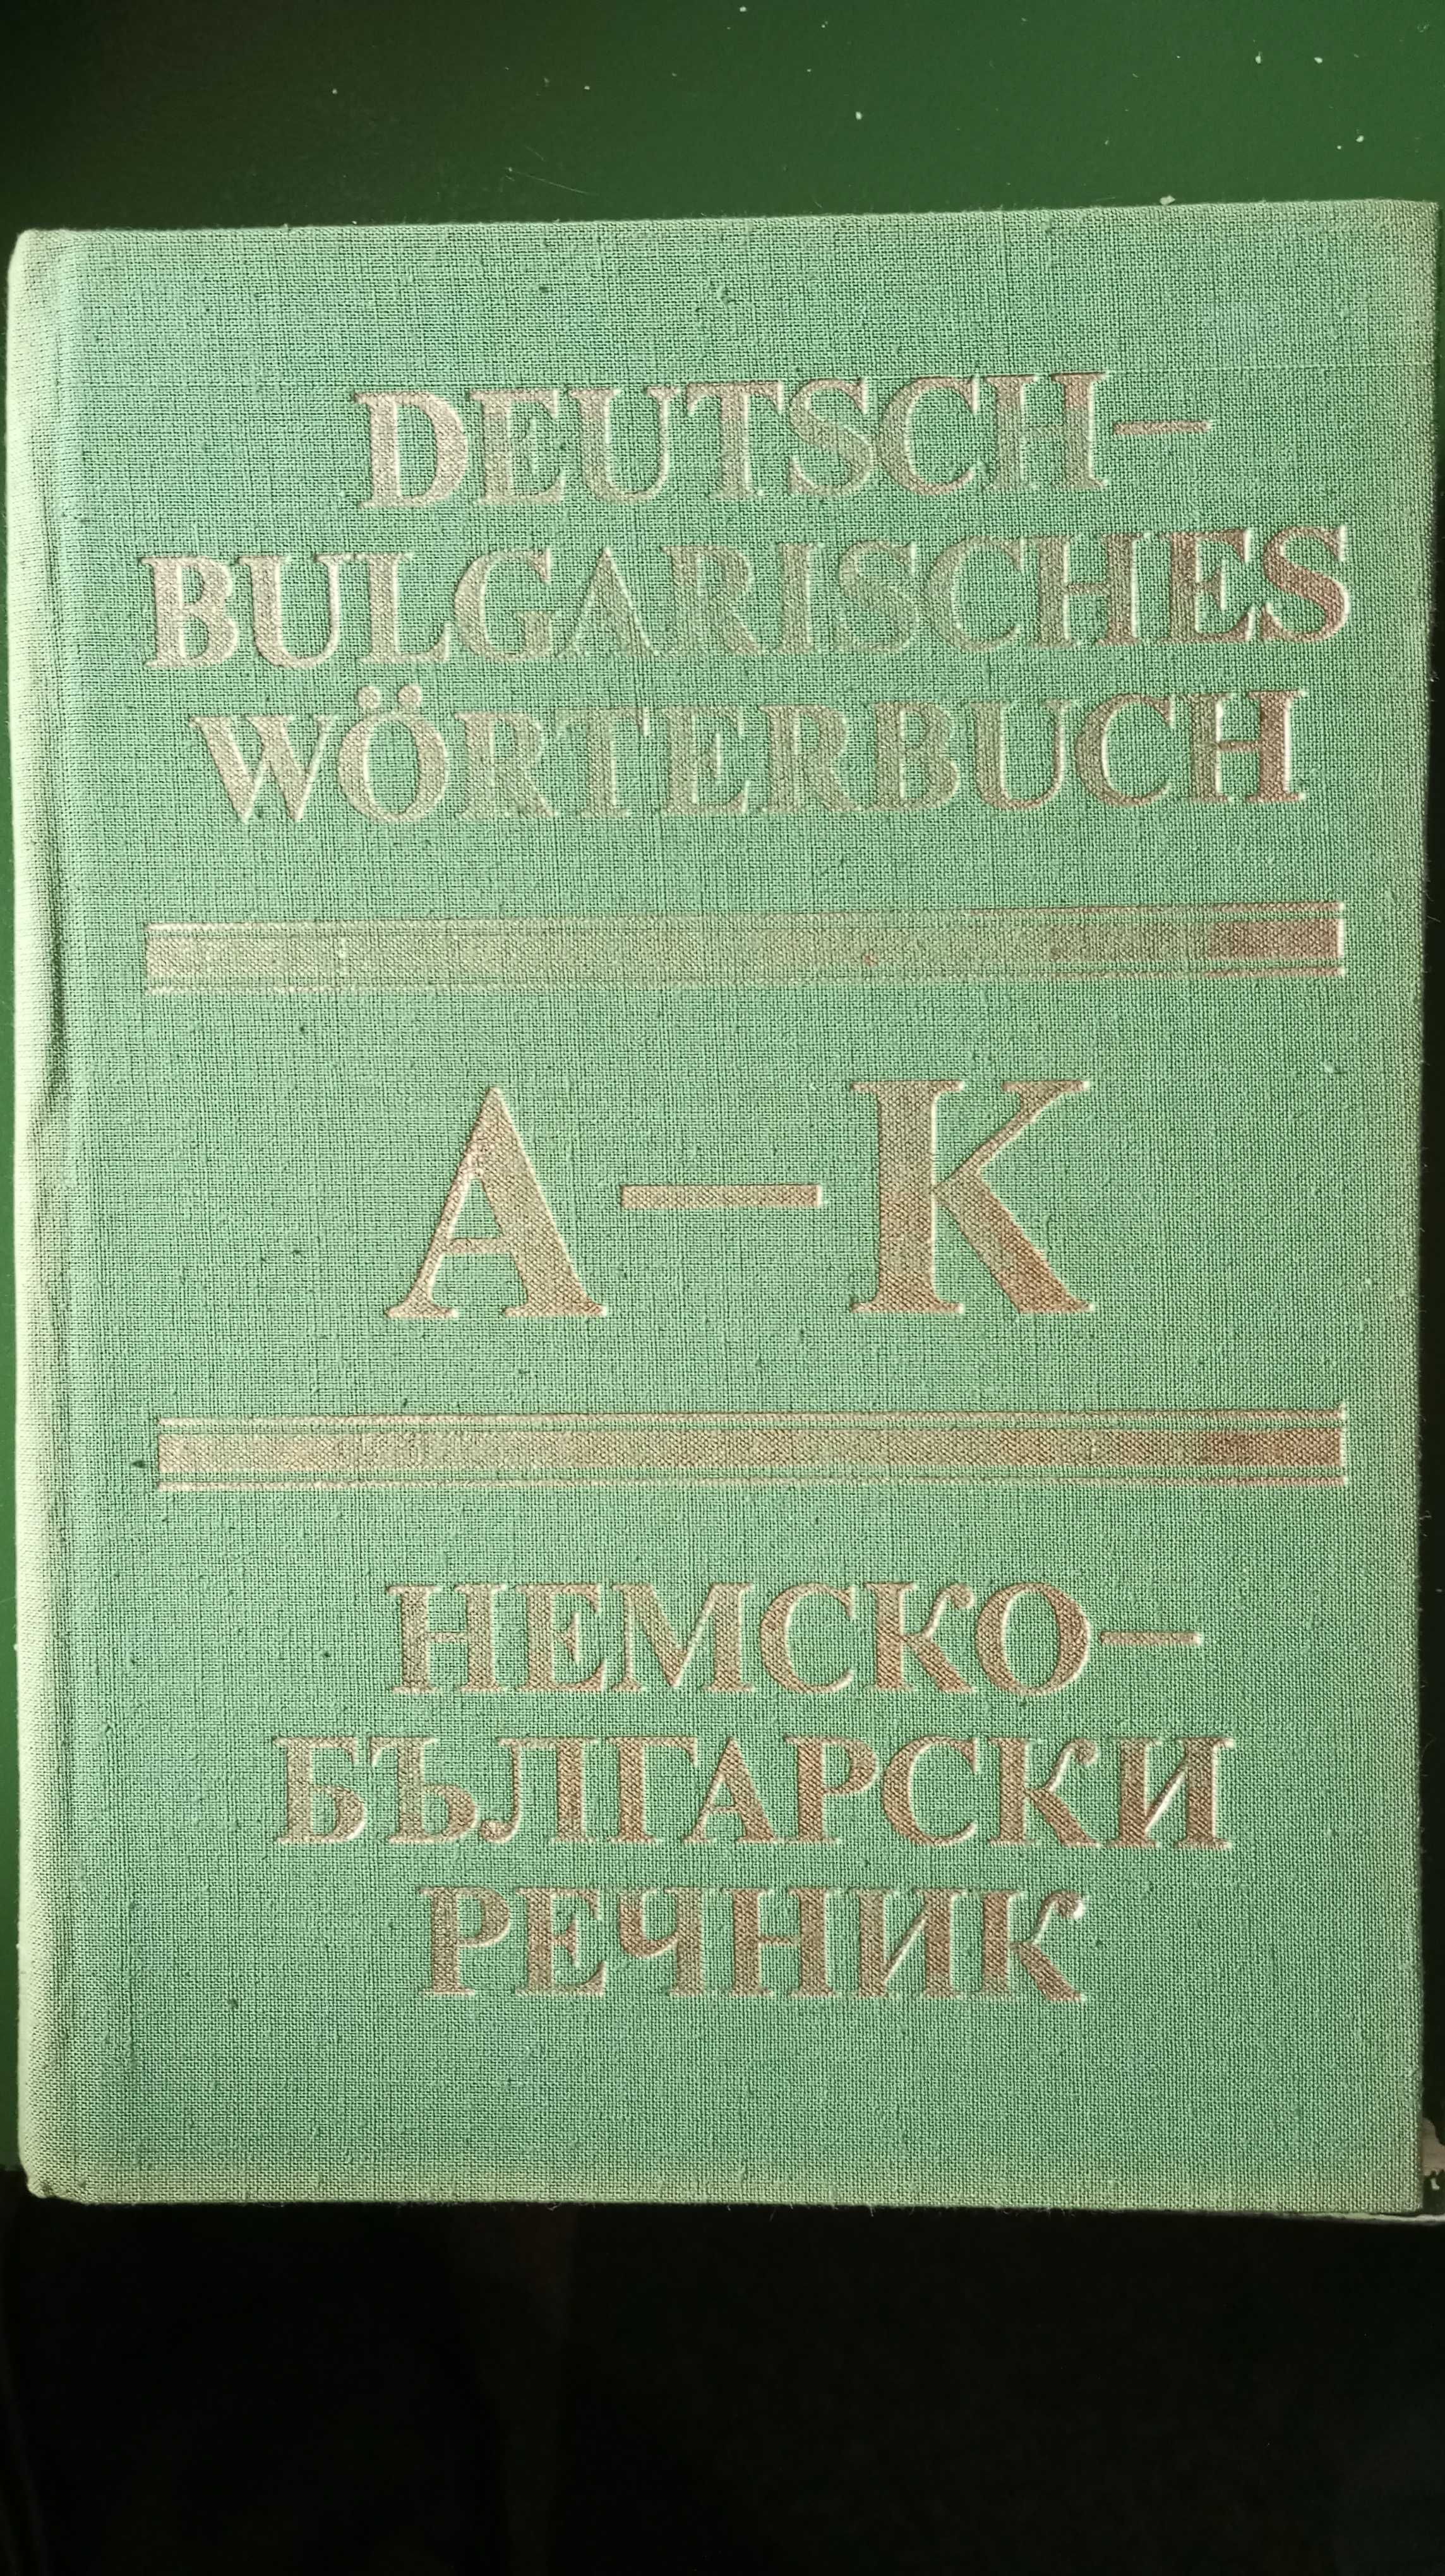 DEUTSCH—
BULGARISCHES
WÖRTERBUCH
A—K
НЕМСКО—
БЪЛГАРСКИ
РЕЧНИК